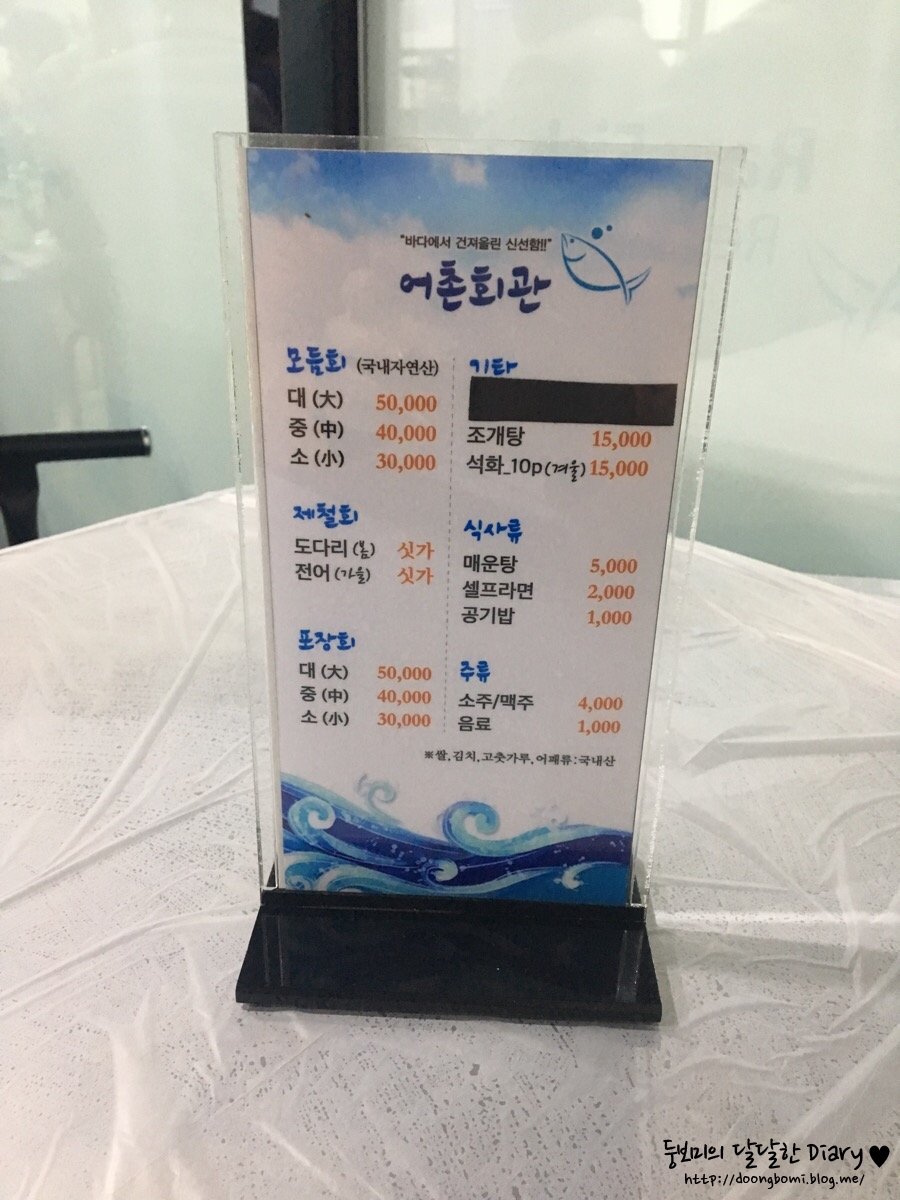 "바다에서 건져올린 신선함!!"
어촌회관
모듬회 (국내자연산)
대 (大) 50,000
중 (中) 40,000
소 (小) 30,000
제철회
도다리 (봄) 싯가
전어 (가을) 싯가
포장회
대 (大) 50,000
중 (中) 40,000
소 (小) 30,000
기타
조개탕 15,000
석화_10p (겨울) 15,000
식사류
매운탕 5,000
셀프라면 2,000
공기밥 1,000
주류
소주/맥주 4,000
음료 1,000
※쌀,김치,고춧가루,어패류:국내산
둥보미의 달달한 Diary ♥
http://doongbomi.blog.me/